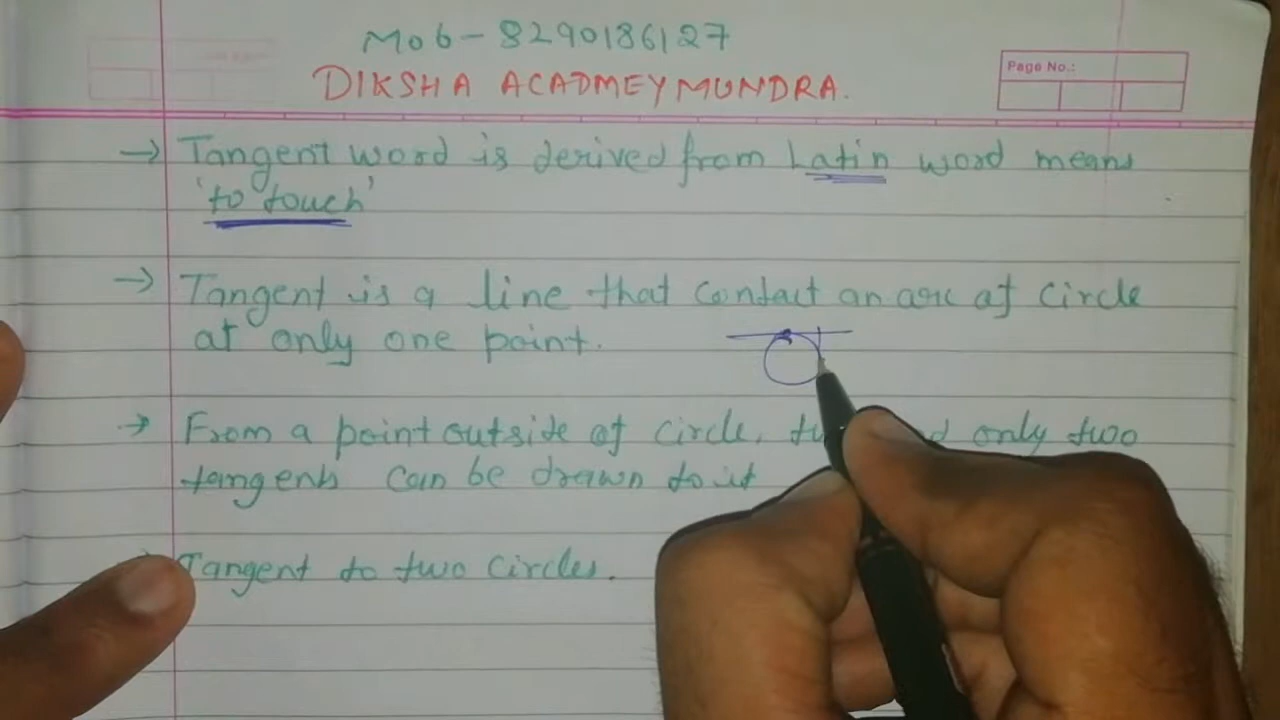 Mob - 8290186127
DIKSHA ACADMEY MUNDRA.
Page No.:
→ Tangent word is derived from Latin word means
'to touch'
→ Tangent is a line that contact an arc of circle
at only one point.
→ From a point outside of circle, only two
tangents can be drawn to it
Tangent to two circles.